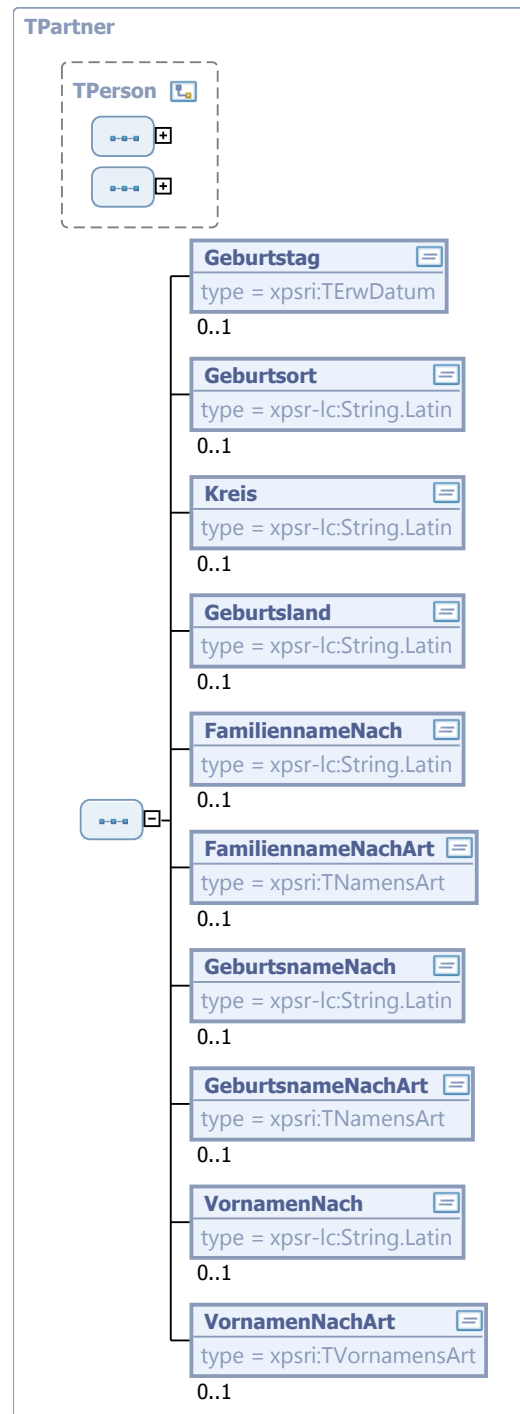 TPartner
TPerson
Geburtstag
type = xpsri:TErwDatum
0..1
Geburtsort
type = xpsr-lc:String.Latin
0..1
Kreis
type = xpsr-lc:String.Latin
0..1
Geburtsland
type = xpsr-lc:String.Latin
0..1
FamiliennameNach
type = xpsr-lc:String.Latin
0..1
FamiliennameNachArt
type = xpsri:TNamensArt
0..1
GeburtsnameNach
type = xpsr-lc:String.Latin
0..1
GeburtsnameNachArt
type = xpsri:TNamensArt
0..1
VornamenNach
type = xpsr-lc:String.Latin
0..1
VornamenNachArt
type = xpsri:TVornamensArt
0..1